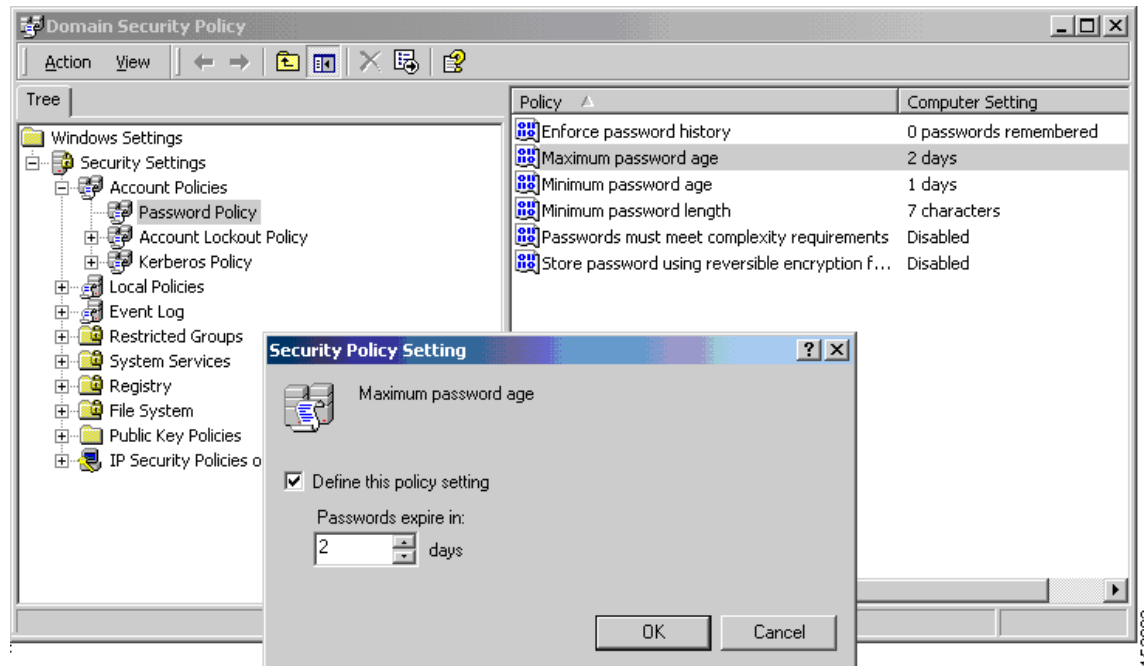 Domain Security Policy
Action View
Tree
Policy Computer Setting
Windows Settings
Security Settings
Account Policies
Password Policy
Account Lockout Policy
Kerberos Policy
Local Policies
Event Log
Restricted Groups
System Services
Registry
File System
Public Key Policies
IP Security Policies o
Enforce password history 0 passwords remembered
Maximum password age 2 days
Minimum password age 1 days
Minimum password length 7 characters
Passwords must meet complexity requirements Disabled
Store password using reversible encryption f... Disabled
Security Policy Setting
Maximum password age
Define this policy setting
Passwords expire in:
2 days
OK Cancel